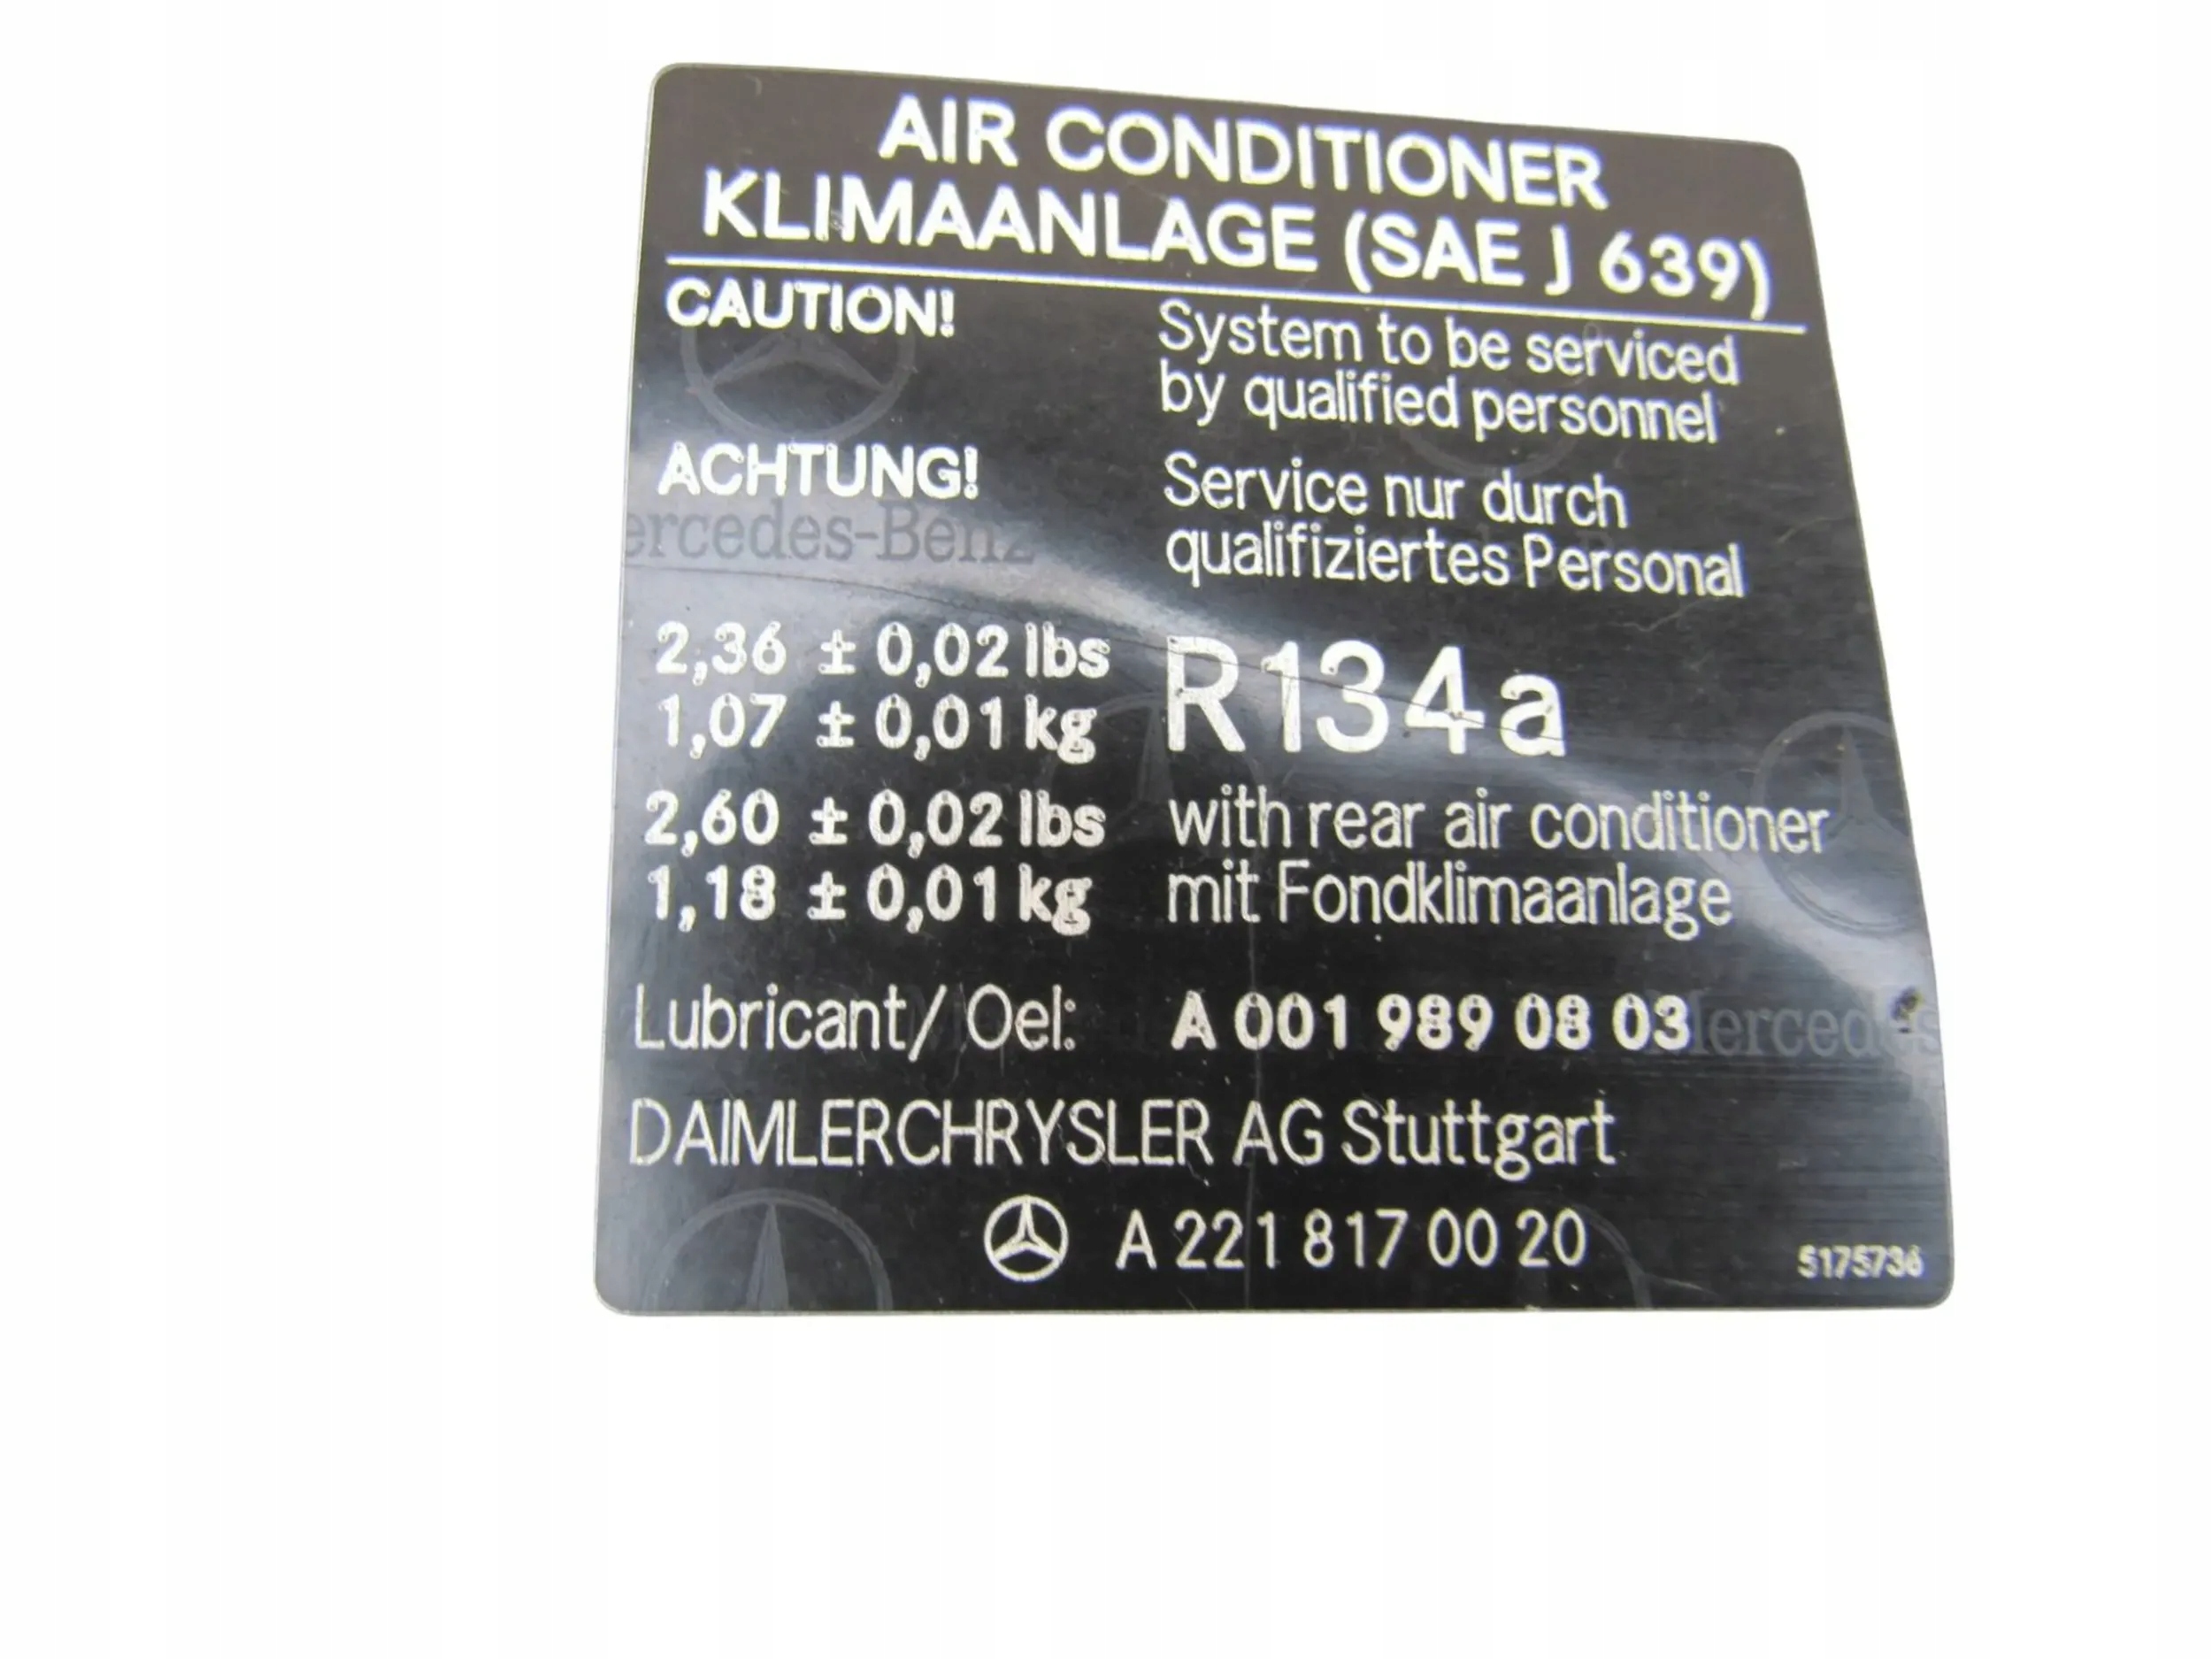 AIR CONDITIONER
KLIMAANLAGE (SAE J 639)
CAUTION! System to be serviced
by qualified personnel
ACHTUNG! Service nur durch
qualifiziertes Personal
ercedes-Benz
2,36 ± 0,02 lbs R134a
1,07 ± 0,01 kg
2,60 ± 0,02 lbs with rear air conditioner
1,18 ± 0,01 kg mit Fondklimaanlage
Lubricant/ Oel: A 001 989 08 03
Mercedes
DAIMLERCHRYSLER AG Stuttgart
A 221 817 00 20
5175736